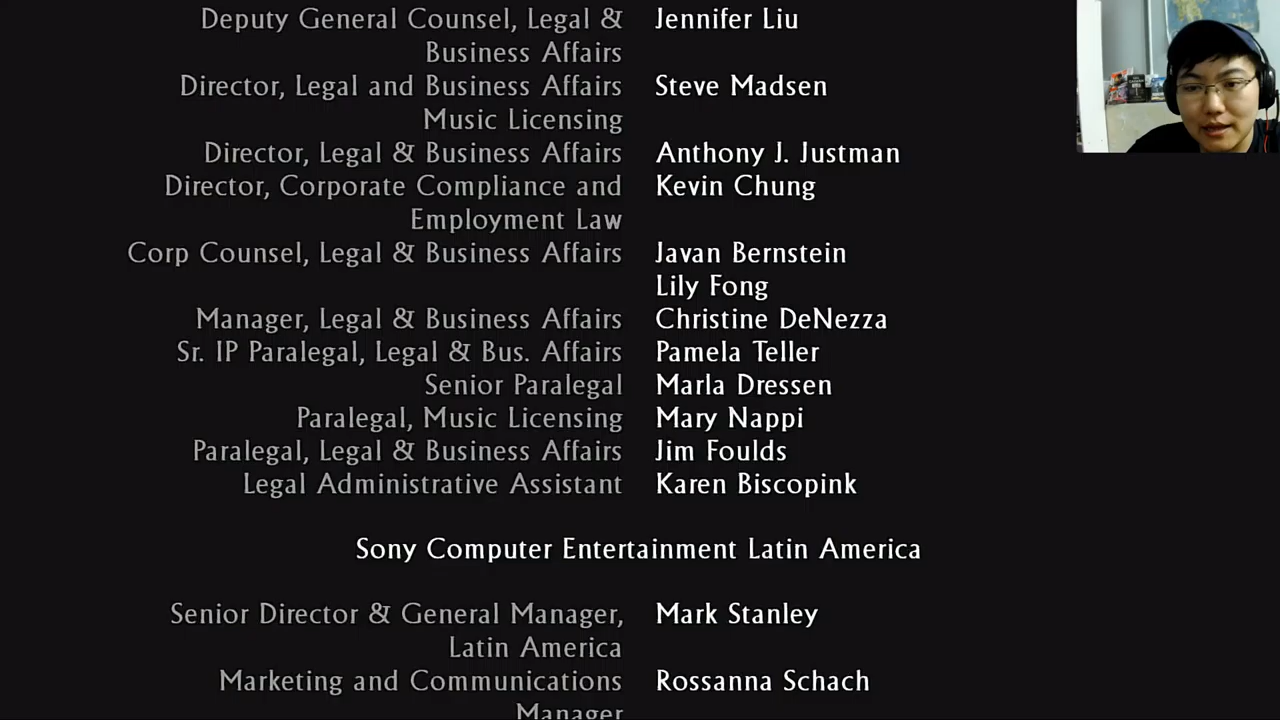 Deputy General Counsel, Legal & Jennifer Liu
Business Affairs
Director, Legal and Business Affairs Steve Madsen
Music Licensing
Director, Legal & Business Affairs Anthony J. Justman
Director, Corporate Compliance and Kevin Chung
Employment Law
Corp Counsel, Legal & Business Affairs Javan Bernstein
Lily Fong
Manager, Legal & Business Affairs Christine DeNezza
Sr. IP Paralegal, Legal & Bus. Affairs Pamela Teller
Senior Paralegal Marla Dressen
Paralegal, Music Licensing Mary Nappi
Paralegal, Legal & Business Affairs Jim Foulds
Legal Administrative Assistant Karen Biscopink
Sony Computer Entertainment Latin America
Senior Director & General Manager, Mark Stanley
Latin America
Marketing and Communications Rossanna Schach
Manager